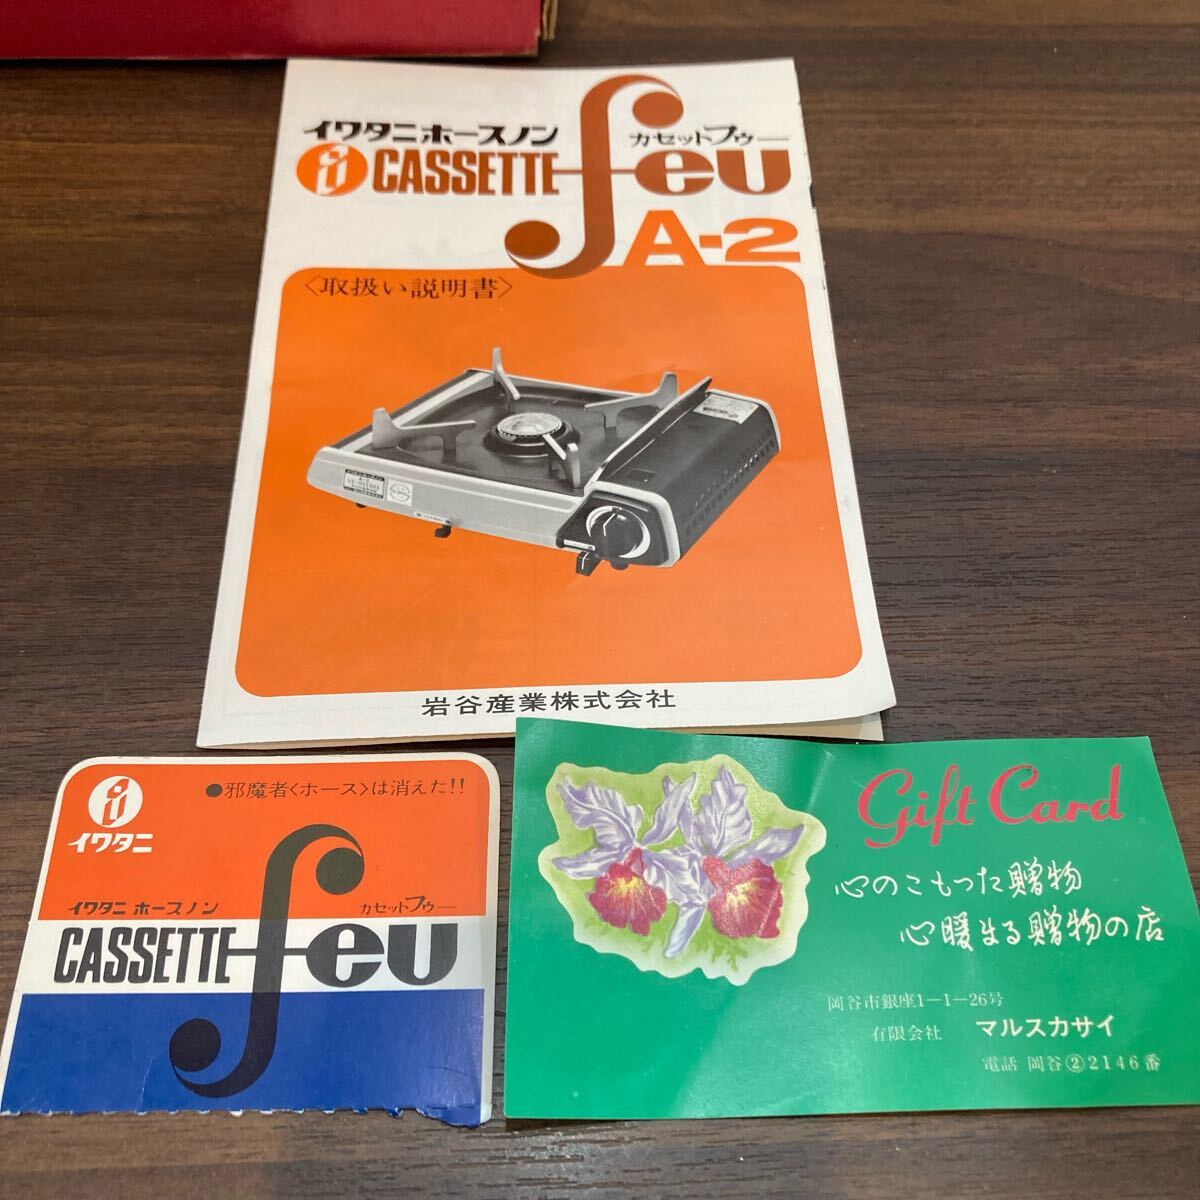 イワタニホースノン カセットフゥー
CASSETTE feu
A-2
〈取扱い説明書〉
岩谷産業株式会社
●邪魔者〈ホース〉は消えた!!
イワタニ
イワタニ ホースノン カセットフゥー
CASSETTE feu
Gift Card
心のこもった贈物
心暖まる贈物の店
岡谷市銀座1-1-26号
有限会社 マルスカサイ
電話 岡谷②2146番